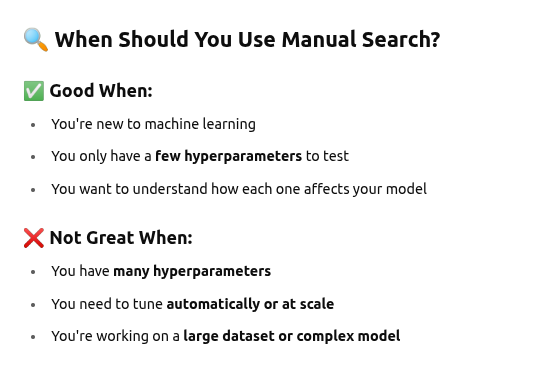 🔍 When Should You Use Manual Search?
✅ Good When:
• You're new to machine learning
• You only have a few hyperparameters to test
• You want to understand how each one affects your model
❌ Not Great When:
• You have many hyperparameters
• You need to tune automatically or at scale
• You're working on a large dataset or complex model